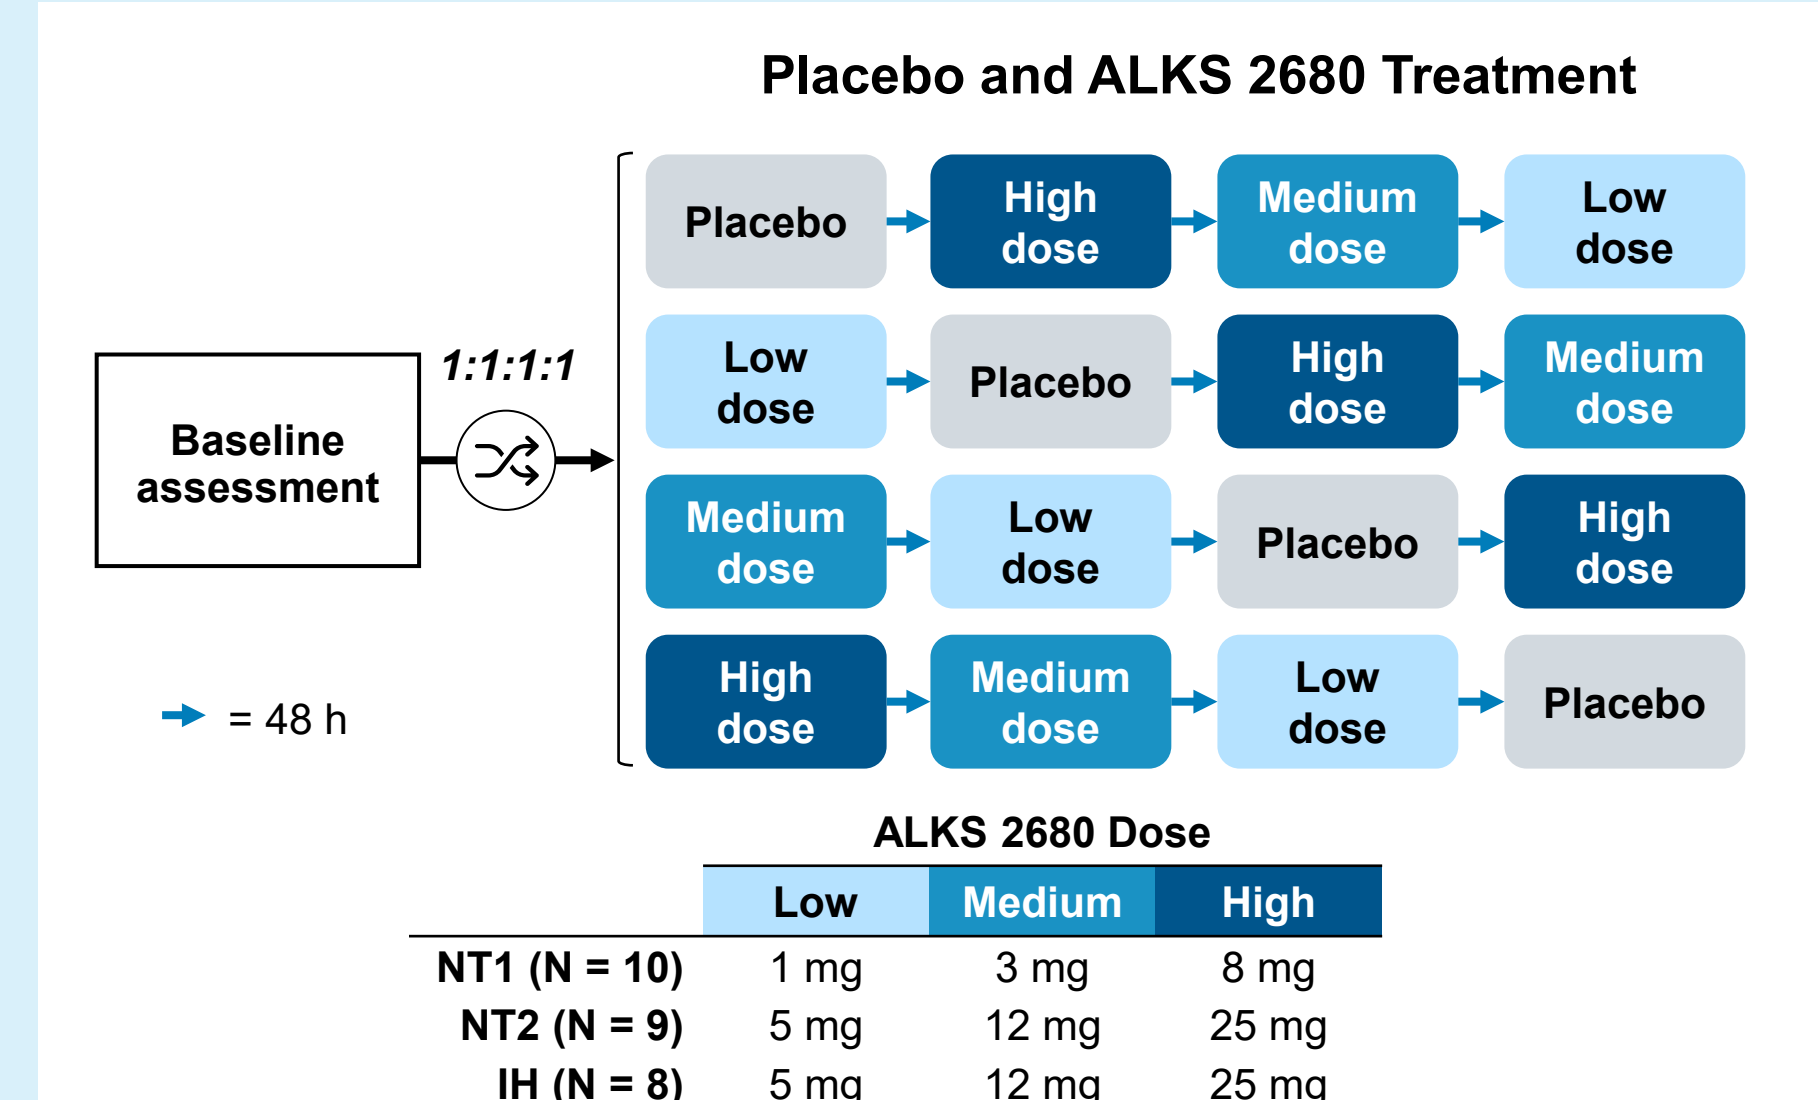 Placebo and ALKS 2680 Treatment
Placebo
High
dose
Medium
dose
Low
dose
Low
dose
Placebo
High
dose
Medium
dose
1:1:1:1
Baseline
assessment
Medium
dose
Low
dose
Placebo
High
dose
High
dose
Medium
dose
Low
dose
Placebo
= 48 h
ALKS 2680 Dose
Low Medium High
NT1 (N = 10) 1 mg 3 mg 8 mg
NT2 (N = 9) 5 mg 12 mg 25 mg
IH (N = 8) 5 mg 12 mg 25 mg